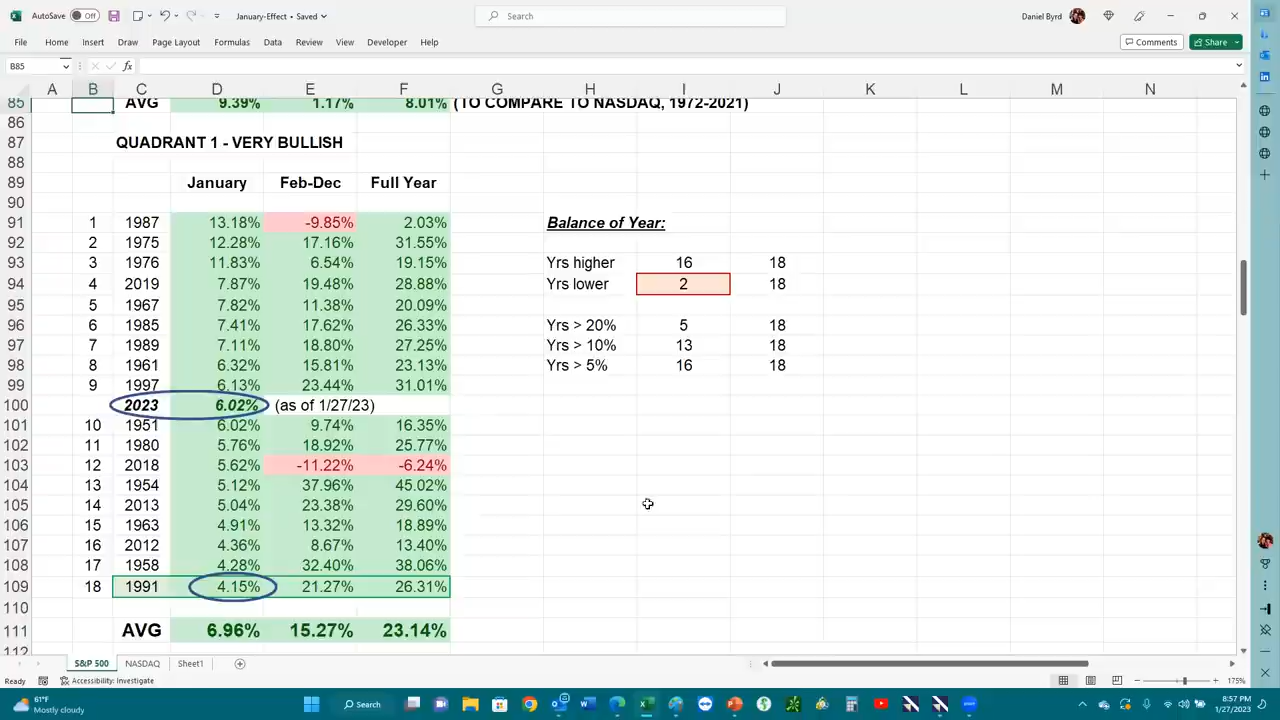 AutoSave Off January-Effect • Saved Search Daniel Byrd
File Home Insert Draw Page Layout Formulas Data Review View Developer Help Comments Share
B85 fx
A B C D E F G H I J K L M N
85 AVG 9.39% 1.17% 8.01% (TO COMPARE TO NASDAQ, 1972-2021)
86
87 QUADRANT 1 - VERY BULLISH
88
89 January Feb-Dec Full Year
90
91 1 1987 13.18% -9.85% 2.03% Balance of Year:
92 2 1975 12.28% 17.16% 31.55%
93 3 1976 11.83% 6.54% 19.15% Yrs higher 16 18
94 4 2019 7.87% 19.48% 28.88% Yrs lower 2 18
95 5 1967 7.82% 11.38% 20.09%
96 6 1985 7.41% 17.62% 26.33% Yrs > 20% 5 18
97 7 1989 7.11% 18.80% 27.25% Yrs > 10% 13 18
98 8 1961 6.32% 15.81% 23.13% Yrs > 5% 16 18
99 9 1997 6.13% 23.44% 31.01%
100 2023 6.02% (as of 1/27/23)
101 10 1951 6.02% 9.74% 16.35%
102 11 1980 5.76% 18.92% 25.77%
103 12 2018 5.62% -11.22% -6.24%
104 13 1954 5.12% 37.96% 45.02%
105 14 2013 5.04% 23.38% 29.60%
106 15 1963 4.91% 13.32% 18.89%
107 16 2012 4.36% 8.67% 13.40%
108 17 1958 4.28% 32.40% 38.06%
109 18 1991 4.15% 21.27% 26.31%
110
111 AVG 6.96% 15.27% 23.14%
112
S&P 500 NASDAQ Sheet1
Ready Accessibility: Investigate 175%
61°F Search 8:57 PM
Mostly cloudy 1/27/2023